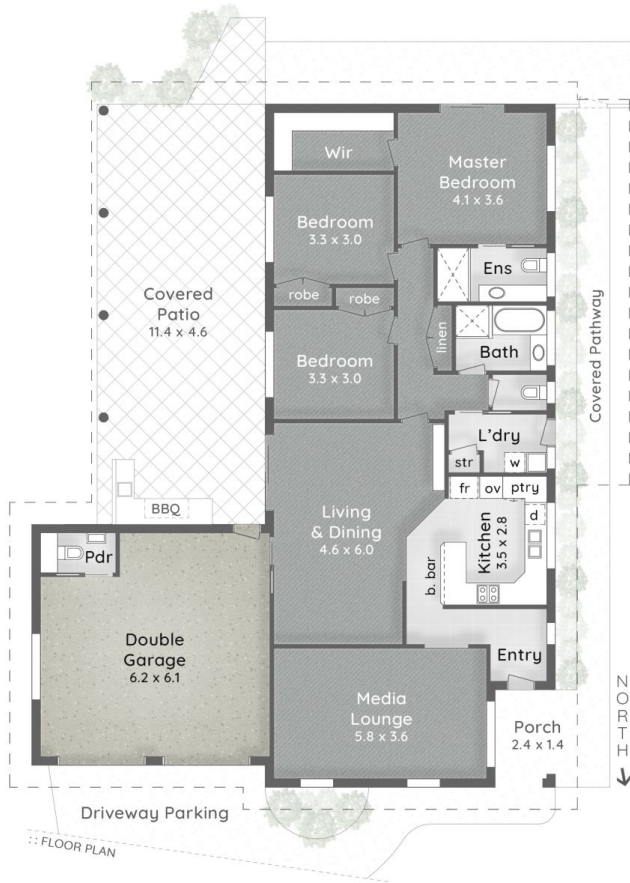 Wir
Master
Bedroom
4.1 x 3.6
Bedroom
3.3 x 3.0
Ens
robe
robe
Covered
Patio
11.4 x 4.6
linen
Bath
Covered Pathway
Bedroom
3.3 x 3.0
L'dry
str
w
fr
ov
ptry
BBQ
Living
& Dining
4.6 x 6.0
d
Kitchen
3.5 x 2.8
b. bar
Pdr
Double
Garage
6.2 x 6.1
Entry
Media
Lounge
5.8 x 3.6
Porch
2.4 x 1.4
NORTH
Driveway Parking
:: FLOOR PLAN